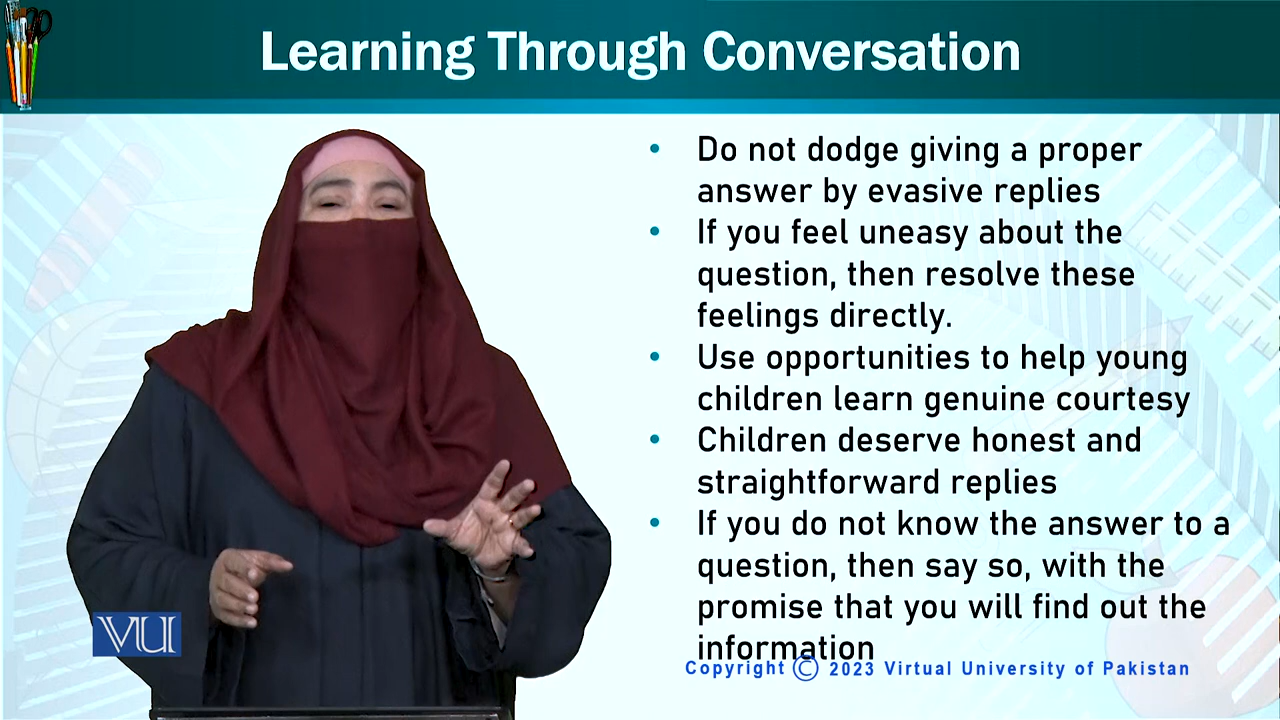 Learning Through Conversation
• Do not dodge giving a proper
answer by evasive replies
• If you feel uneasy about the
question, then resolve these
feelings directly.
• Use opportunities to help young
children learn genuine courtesy
• Children deserve honest and
straightforward replies
• If you do not know the answer to a
question, then say so, with the
promise that you will find out the
information
VU
Copyright © 2023 Virtual University of Pakistan